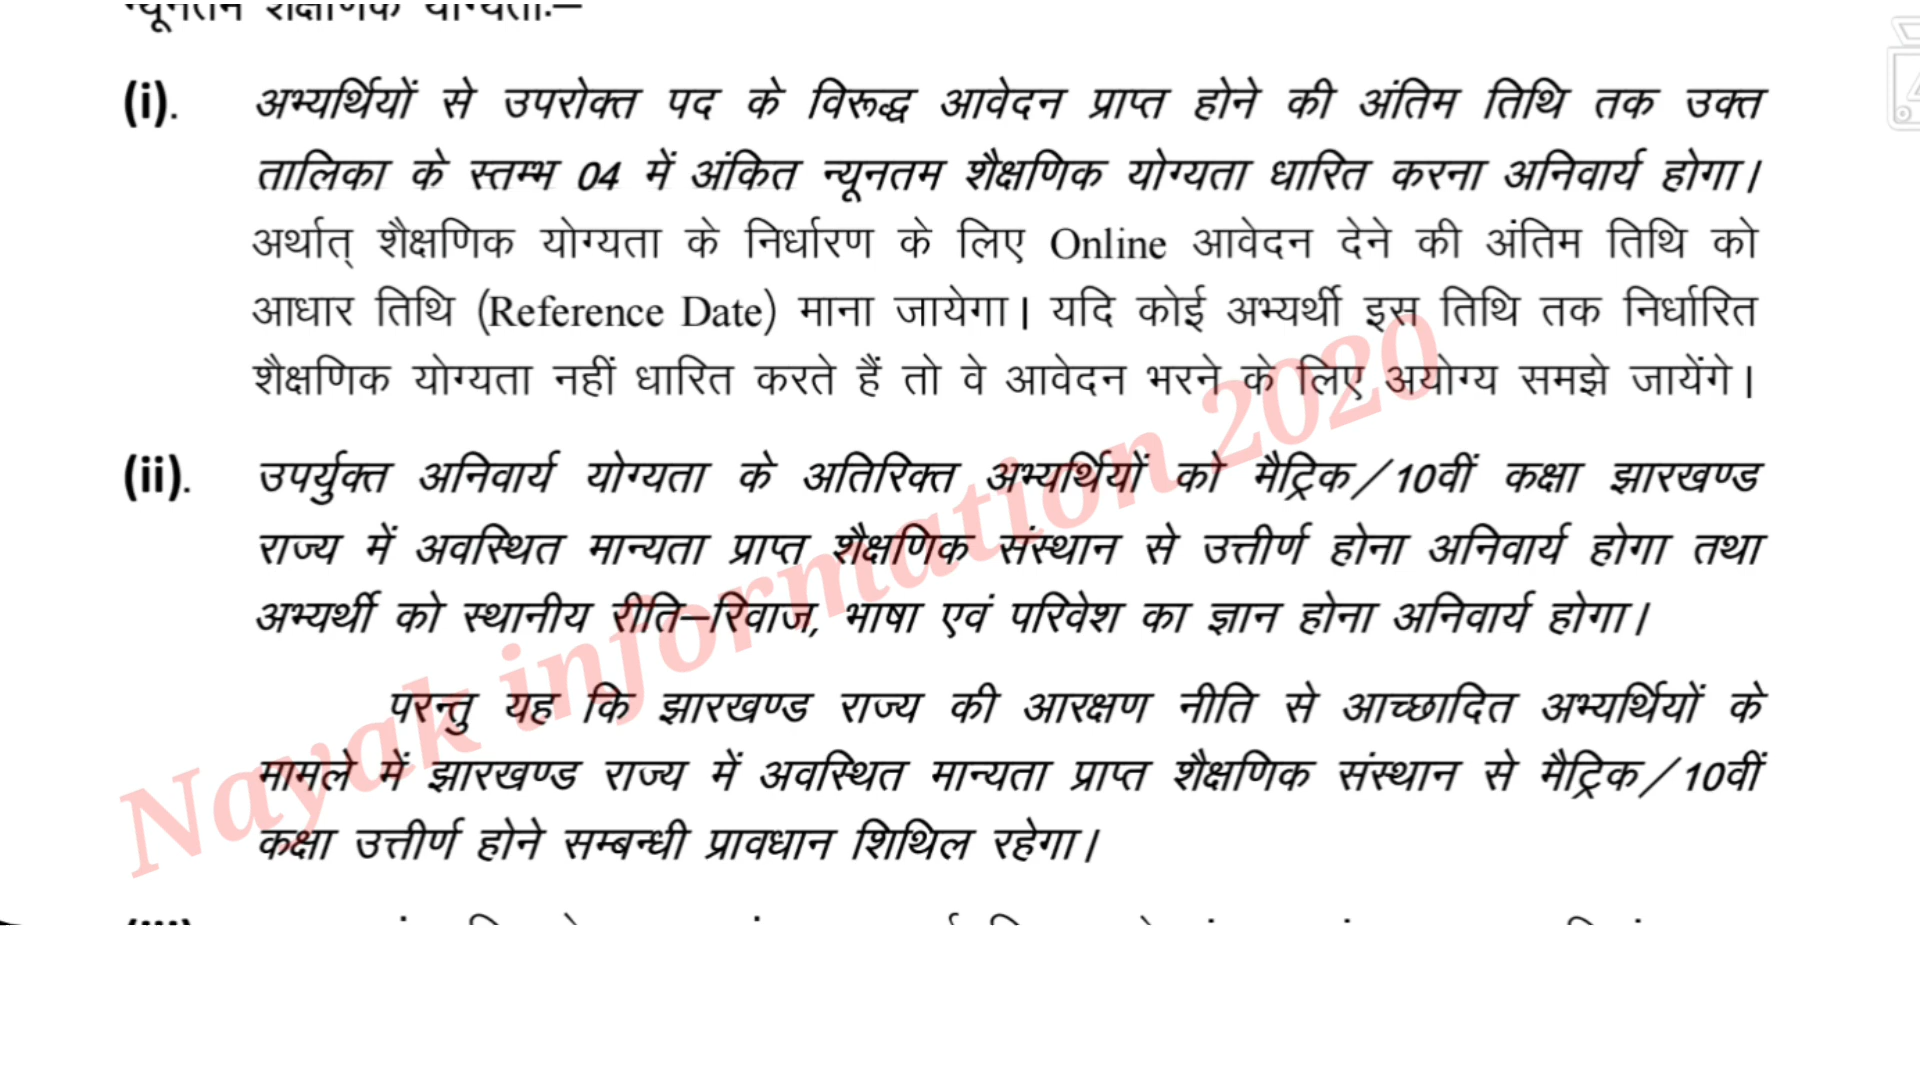 न्यूनतम शैक्षणिक योग्यताः–
(i). अभ्यर्थियों से उपरोक्त पद के विरूद्ध आवेदन प्राप्त होने की अंतिम तिथि तक उक्त
तालिका के स्तम्भ 04 में अंकित न्यूनतम शैक्षणिक योग्यता धारित करना अनिवार्य होगा।
अर्थात् शैक्षणिक योग्यता के निर्धारण के लिए Online आवेदन देने की अंतिम तिथि को
आधार तिथि (Reference Date) माना जायेगा। यदि कोई अभ्यर्थी इस तिथि तक निर्धारित
शैक्षणिक योग्यता नहीं धारित करते हैं तो वे आवेदन भरने के लिए अयोग्य समझे जायेंगे।
(ii). उपर्युक्त अनिवार्य योग्यता के अतिरिक्त अभ्यर्थियों को मैट्रिक/10वीं कक्षा झारखण्ड
राज्य में अवस्थित मान्यता प्राप्त शैक्षणिक संस्थान से उत्तीर्ण होना अनिवार्य होगा तथा
अभ्यर्थी को स्थानीय रीति–रिवाज, भाषा एवं परिवेश का ज्ञान होना अनिवार्य होगा।
परन्तु यह कि झारखण्ड राज्य की आरक्षण नीति से आच्छादित अभ्यर्थियों के
मामले में झारखण्ड राज्य में अवस्थित मान्यता प्राप्त शैक्षणिक संस्थान से मैट्रिक/10वीं
कक्षा उत्तीर्ण होने सम्बन्धी प्रावधान शिथिल रहेगा।
Nayak information 2020